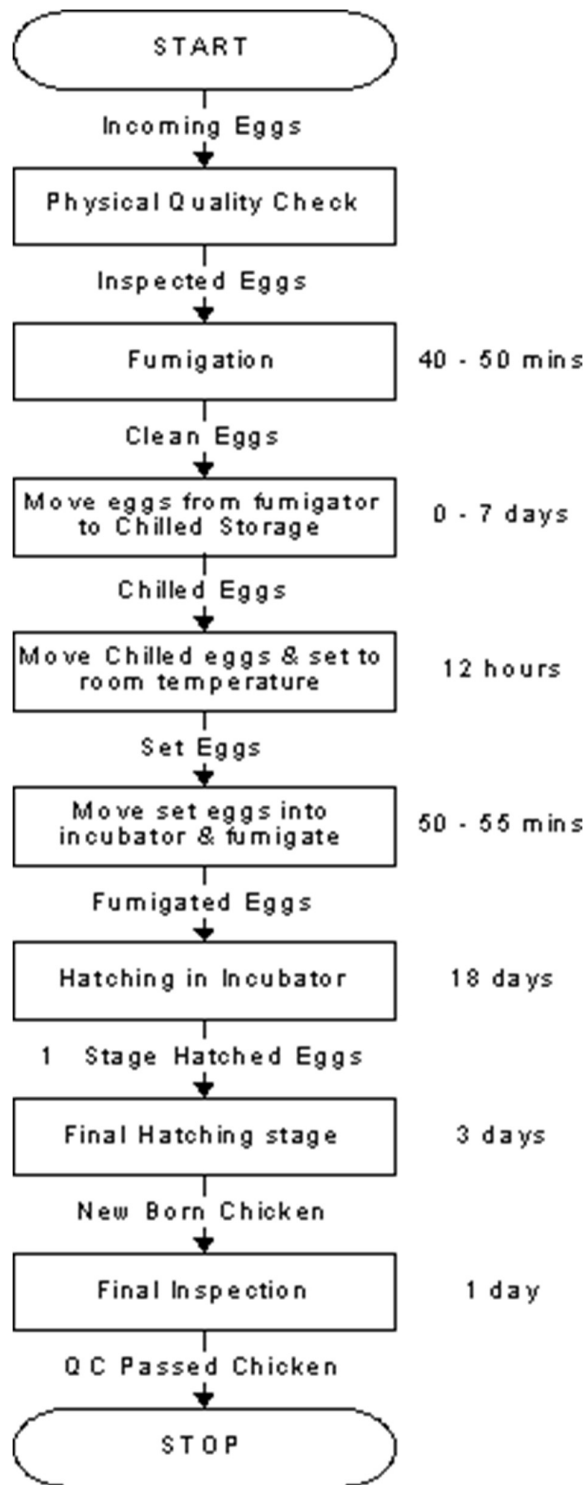 START
Incoming Eggs
Physical Quality Check
Inspected Eggs
Fumigation
40 - 50 mins
Clean Eggs
Move eggs from fumigator
to Chilled Storage
0 - 7 days
Chilled Eggs
Move Chilled eggs & set to
room temperature
12 hours
Set Eggs
Move set eggs into
incubator & fumigate
50 - 55 mins
Fumigated Eggs
Hatching in Incubator
18 days
1 Stage Hatched Eggs
Final Hatching stage
3 days
New Born Chicken
Final Inspection
1 day
QC Passed Chicken
STOP